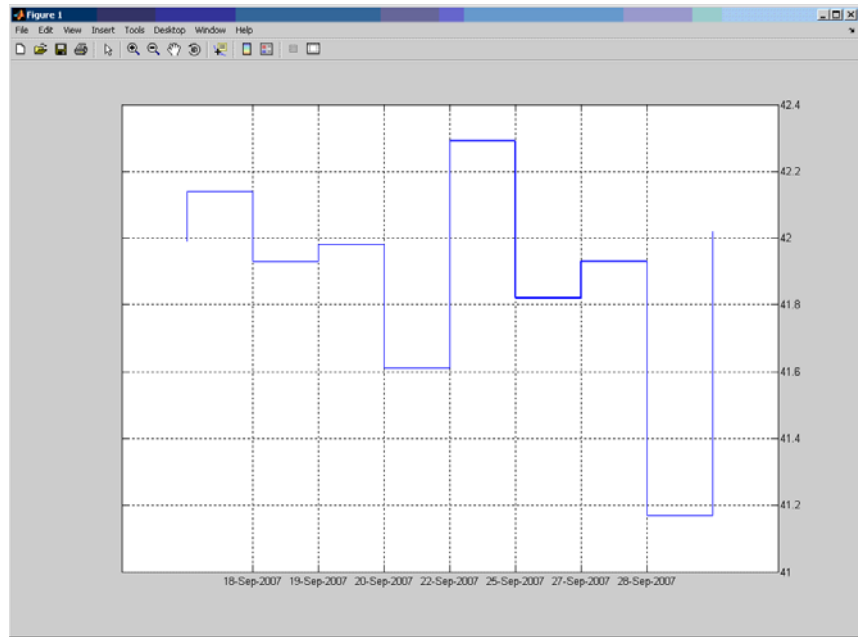 Figure 1
File Edit View Insert Tools Desktop Window Help
42.4
42.2
42
41.8
41.6
41.4
41.2
41
18-Sep-2007 19-Sep-2007 20-Sep-2007 22-Sep-2007 25-Sep-2007 27-Sep-2007 28-Sep-2007